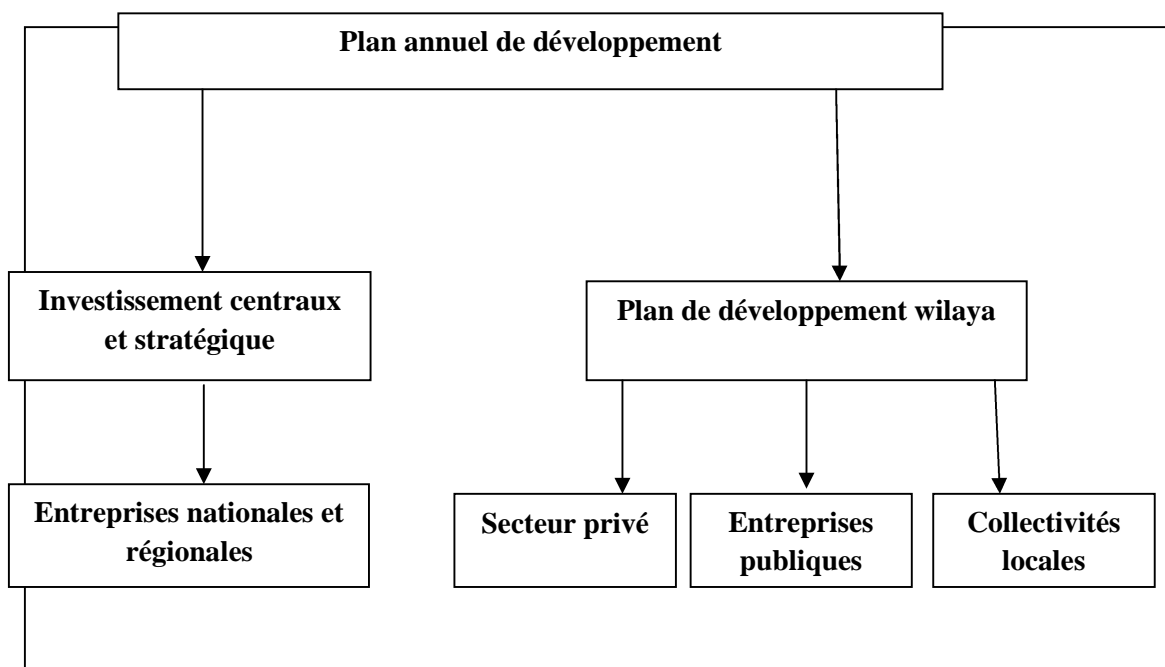 Plan annuel de développement
Investissement centraux
et stratégique
Plan de développement wilaya
Entreprises nationales et
régionales
Secteur privé
Entreprises
publiques
Collectivités
locales